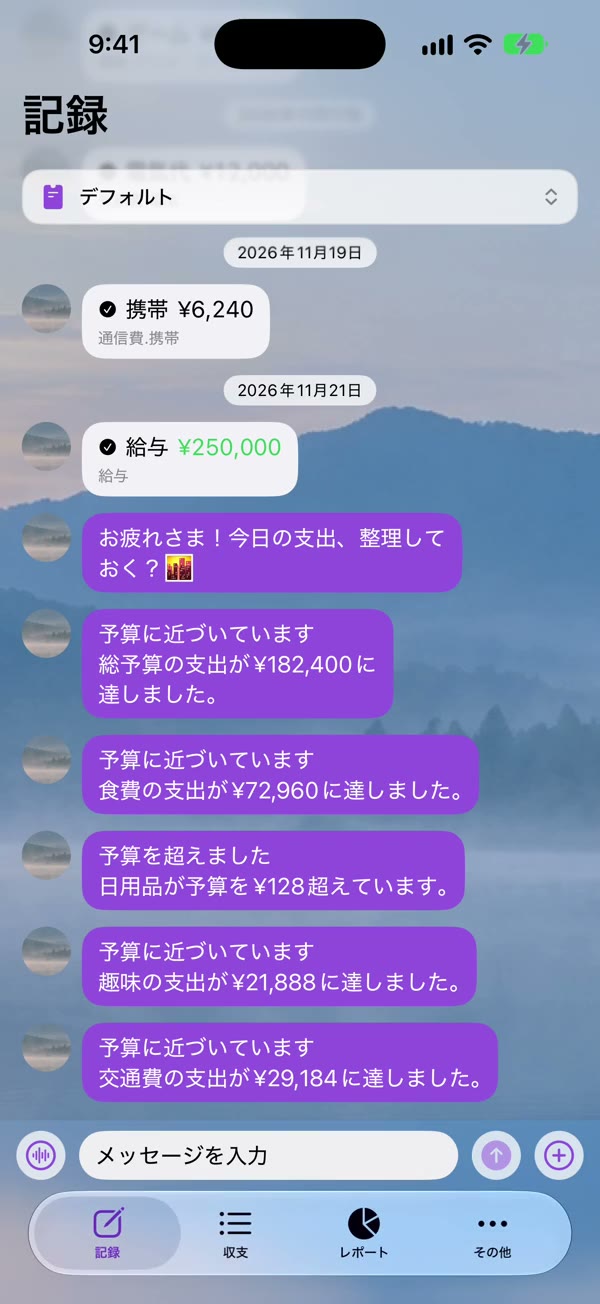 9:41
記録
電気代 ¥12,000
デフォルト
2026年11月19日
携帯 ¥6,240
通信費.携帯
2026年11月21日
給与 ¥250,000
給与
お疲れさま！今日の支出、整理して
おく？🌇
予算に近づいています
総予算の支出が¥182,400に
達しました。
予算に近づいています
食費の支出が¥72,960に達しました。
予算を超えました
日用品が予算を¥128超えています。
予算に近づいています
趣味の支出が¥21,888に達しました。
予算に近づいています
交通費の支出が¥29,184に達しました。
メッセージを入力
記録
収支
レポート
その他